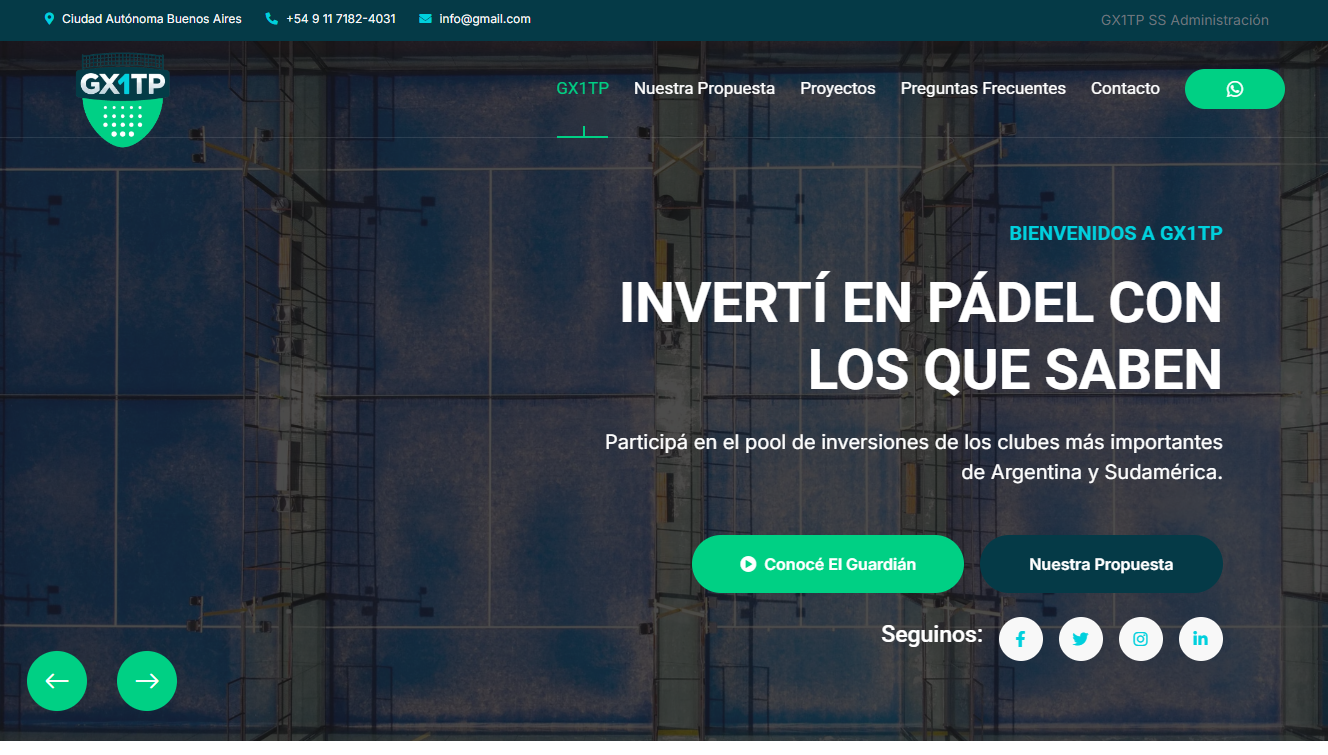 Ciudad Autónoma Buenos Aires
+54 9 11 7182-4031
info@gmail.com
GX1TP SS Administración
GX1TP
GX1TP
Nuestra Propuesta
Proyectos
Preguntas Frecuentes
Contacto
BIENVENIDOS A GX1TP
INVERTÍ EN PÁDEL CON
LOS QUE SABEN
Participá en el pool de inversiones de los clubes más importantes
de Argentina y Sudamérica.
Conocé El Guardián
Nuestra Propuesta
Seguinos: